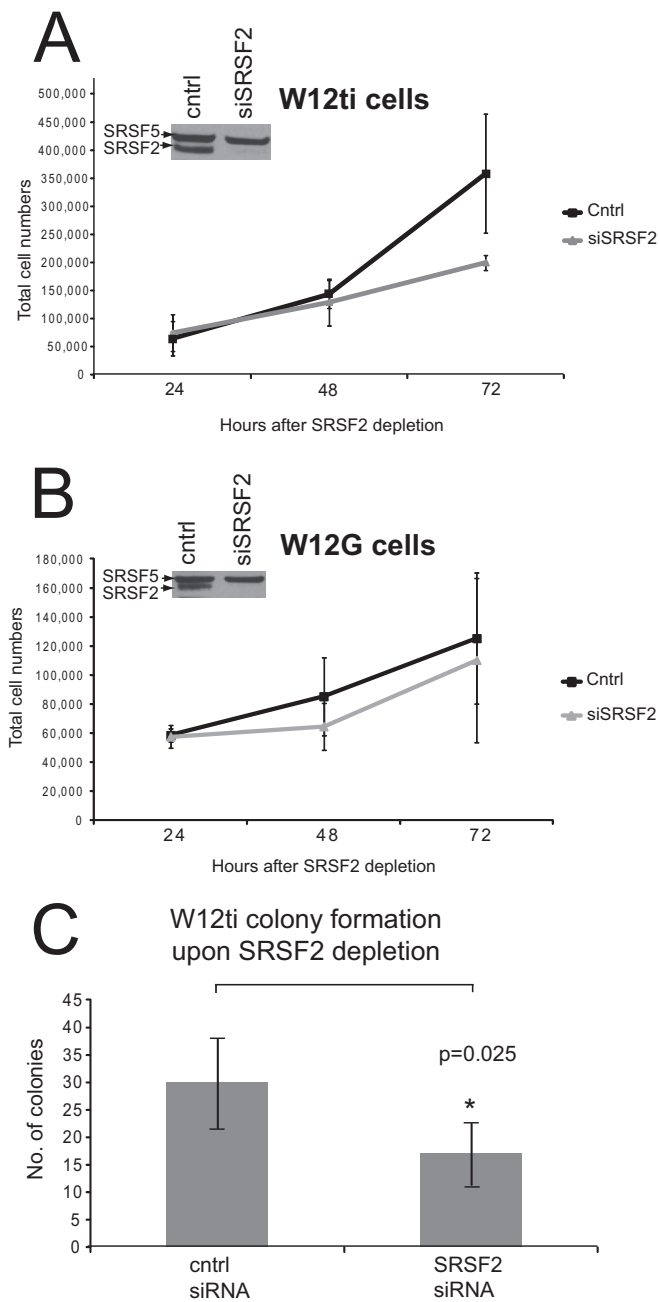 A
cntrl
siSRSF2
W12ti cells
SRSF5
SRSF2
500,000
450,000
400,000
350,000
300,000
250,000
200,000
150,000
100,000
50,000
0
Total cell numbers
Cntrl
siSRSF2
24 48 72
Hours after SRSF2 depletion
B
cntrl
siSRSF2
W12G cells
SRSF5
SRSF2
180,000
160,000
140,000
120,000
100,000
80,000
60,000
40,000
20,000
0
Total cell numbers
Cntrl
siSRSF2
24 48 72
Hours after SRSF2 depletion
C
W12ti colony formation
upon SRSF2 depletion
45
40
35
30
25
20
15
10
5
0
No. of colonies
p=0.025
*
cntrl
siRNA
SRSF2
siRNA